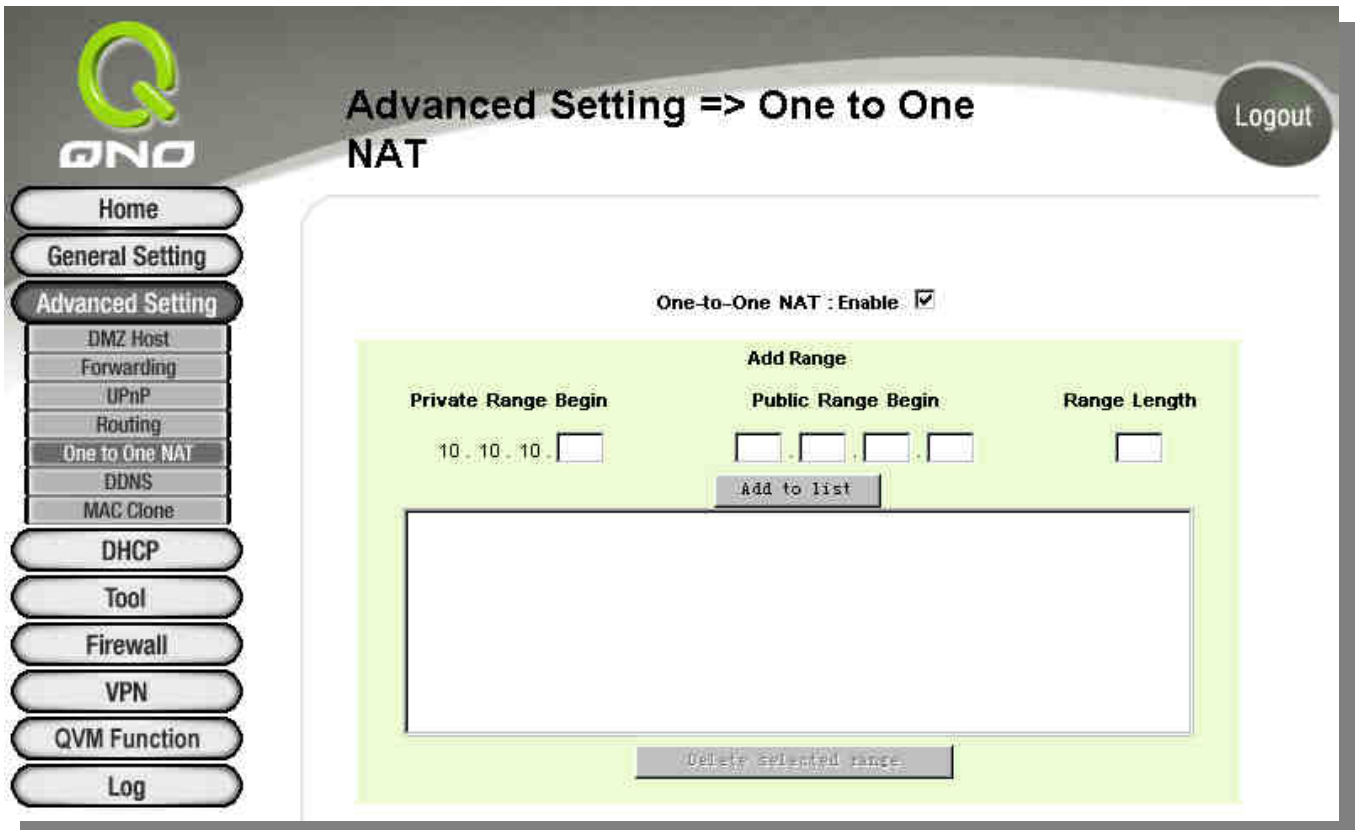 QNO
Advanced Setting => One to One
NAT
Logout
Home
General Setting
Advanced Setting
DMZ Host
Forwarding
UPnP
Routing
One to One NAT
DDNS
MAC Clone
DHCP
Tool
Firewall
VPN
QVM Function
Log
One-to-One NAT : Enable
Add Range
Private Range Begin Public Range Begin Range Length
10 . 10 . 10 . . . .
Add to list
Delete selected range